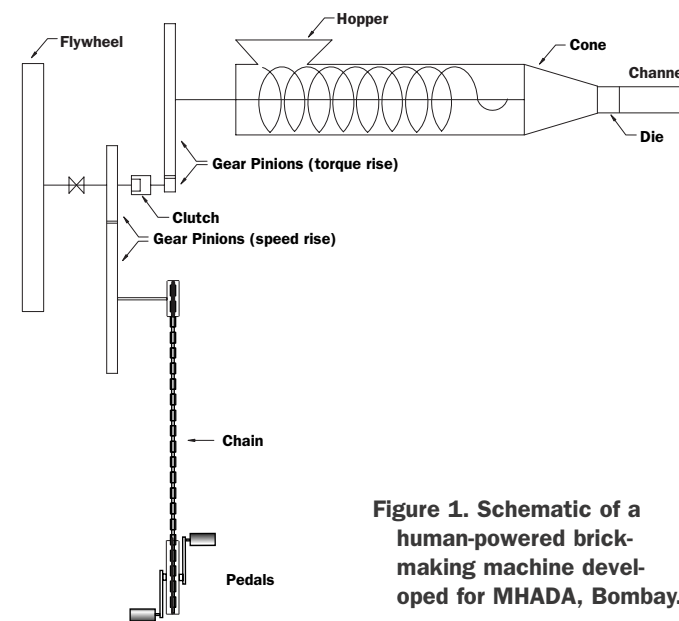 Hopper
Flywheel
Cone
Channe
Die
Gear Pinions (torque rise)
Clutch
Gear Pinions (speed rise)
Chain
Pedals
Figure 1. Schematic of a
human-powered brick-
making machine devel-
oped for MHADA, Bombay.